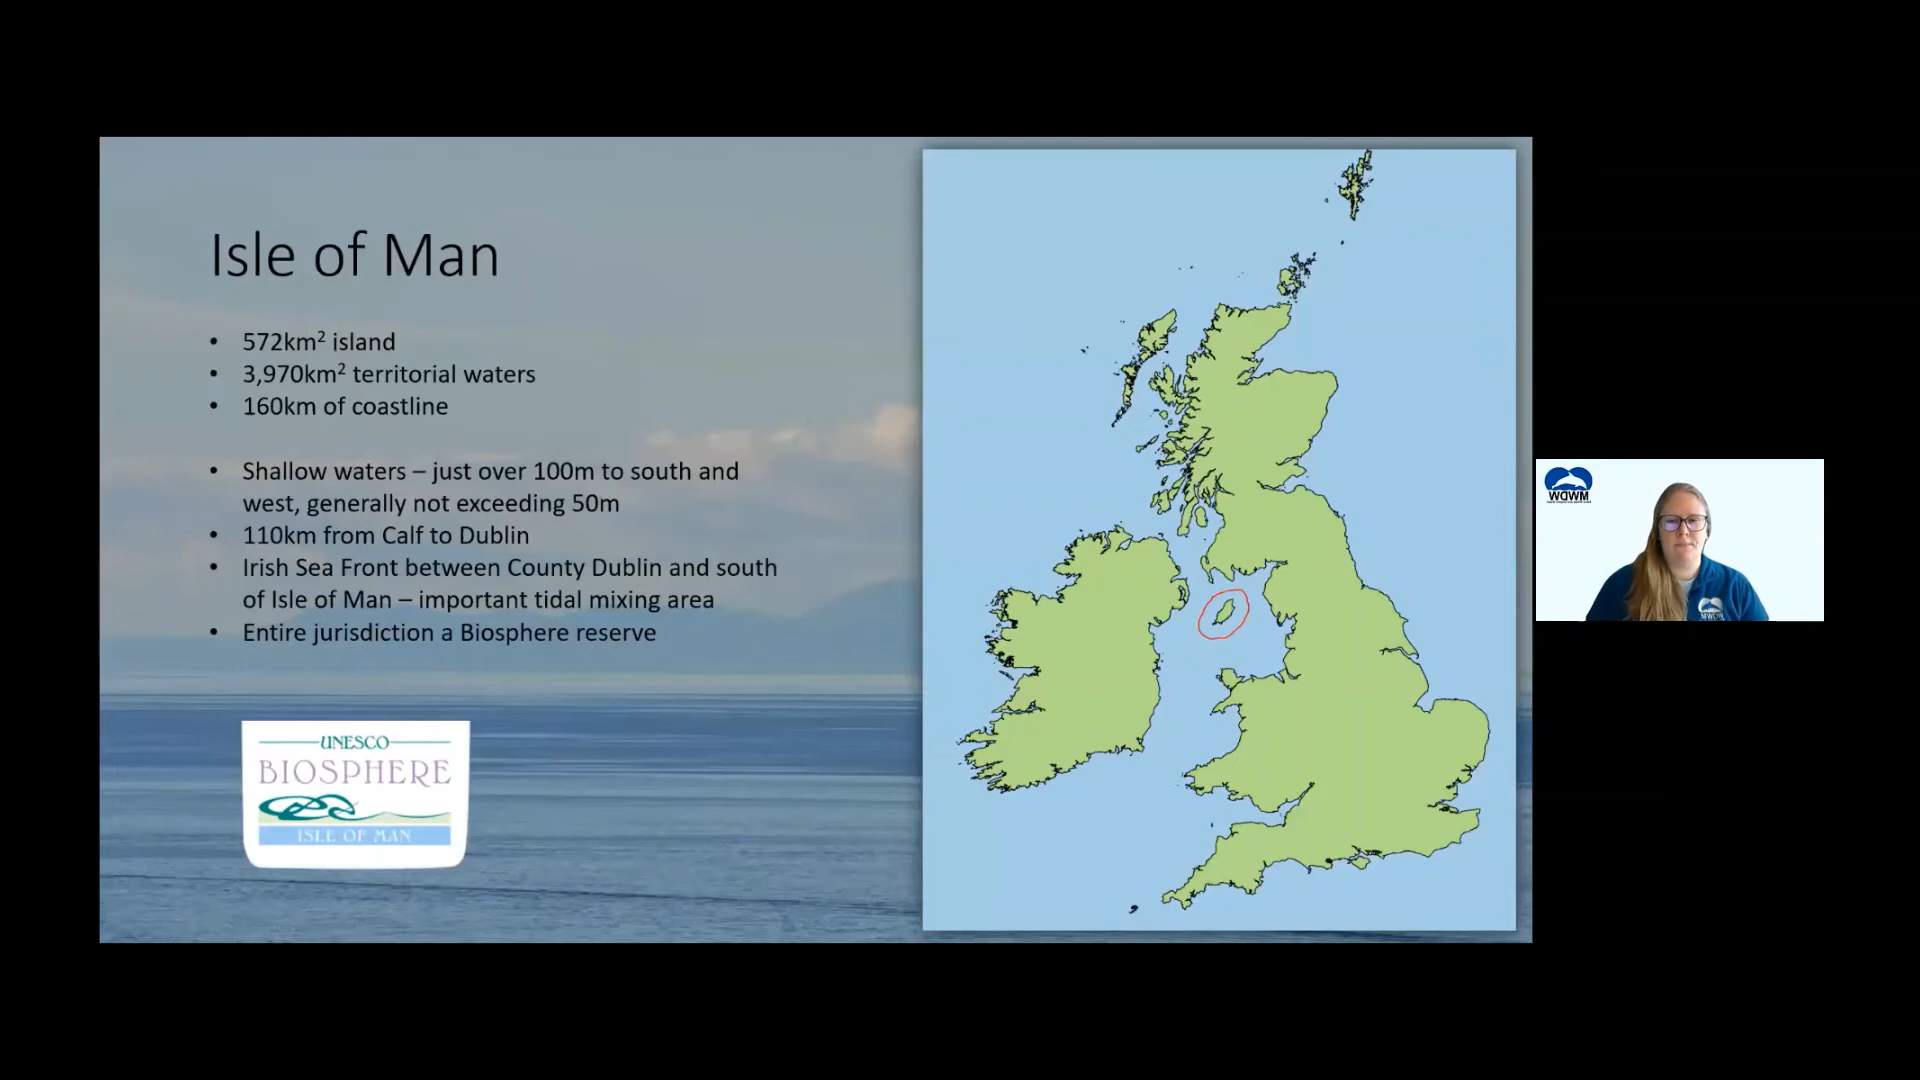 Isle of Man
• 572km² island
• 3,970km² territorial waters
• 160km of coastline
• Shallow waters – just over 100m to south and
west, generally not exceeding 50m
• 110km from Calf to Dublin
• Irish Sea Front between County Dublin and south
of Isle of Man – important tidal mixing area
• Entire jurisdiction a Biosphere reserve
UNESCO
BIOSPHERE
ISLE OF MAN